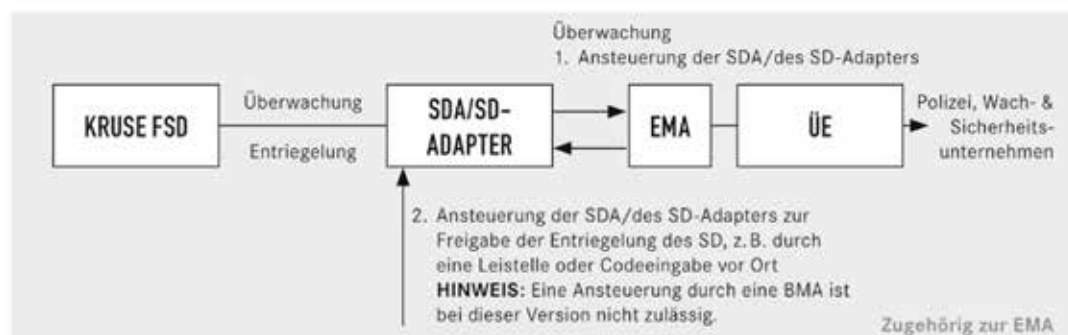 Überwachung
1. Ansteuerung der SDA/des SD-Adapters
KRUSE FSD
Überwachung
Entriegelung
SDA/SD-
ADAPTER
EMA
ÜE
Polizei, Wach- &
Sicherheits-
unternehmen
2. Ansteuerung der SDA/des SD-Adapters zur
Freigabe der Entriegelung des SD, z. B. durch
eine Leistelle oder Codeeingabe vor Ort
HINWEIS: Eine Ansteuerung durch eine BMA ist
bei dieser Version nicht zulässig.
Zugehörig zur EMA